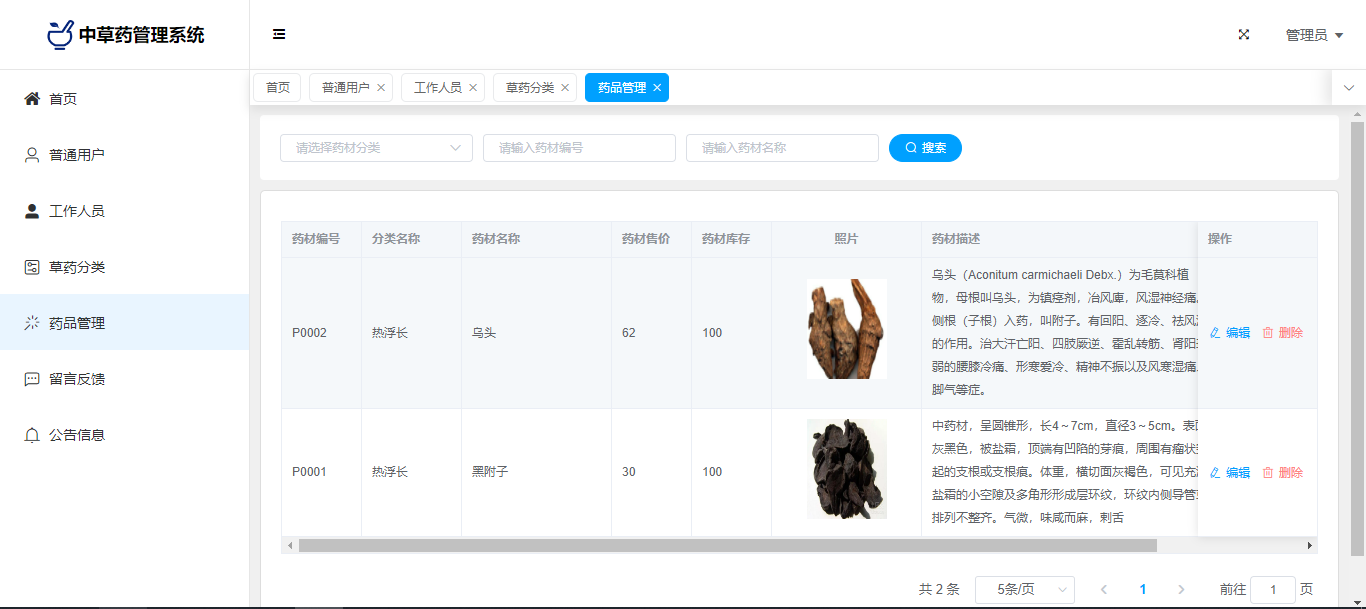 中草药管理系统
管理员
首页
普通用户
工作人员
草药分类
药品管理
留言反馈
公告信息
首页 普通用户 工作人员 草药分类 药品管理
请选择药材分类 请输入药材编号 请输入药材名称 搜索
药材编号 分类名称 药材名称 药材售价 药材库存 照片 药材描述 操作
P0002 热浮长 乌头 62 100
乌头（Aconitum carmichaeli Debx.）为毛茛科植
物，母根叫乌头，为镇痉剂，冶风庳，风湿神经痛。
侧根（子根）入药，叫附子。有回阳、逐冷、祛风
的作用。治大汗亡阳、四肢厥逆、霍乱转筋、肾阳
弱的腰膝冷痛、形寒爱冷、精神不振以及风寒湿痛、
脚气等症。
编辑 删除
P0001 热浮长 黑附子 30 100
中药材，呈圆锥形，长4～7cm，直径3～5cm。表
灰黑色，被盐霜，顶端有凹陷的芽痕，周围有瘤状
起的支根或支根痕。体重，横切面灰褐色，可见充
盐霜的小空隙及多角形形成层环纹，环纹内侧导管
排列不整齐。气微，味咸而麻，刺舌
编辑 删除
共 2 条 5条/页 1 前往 1 页